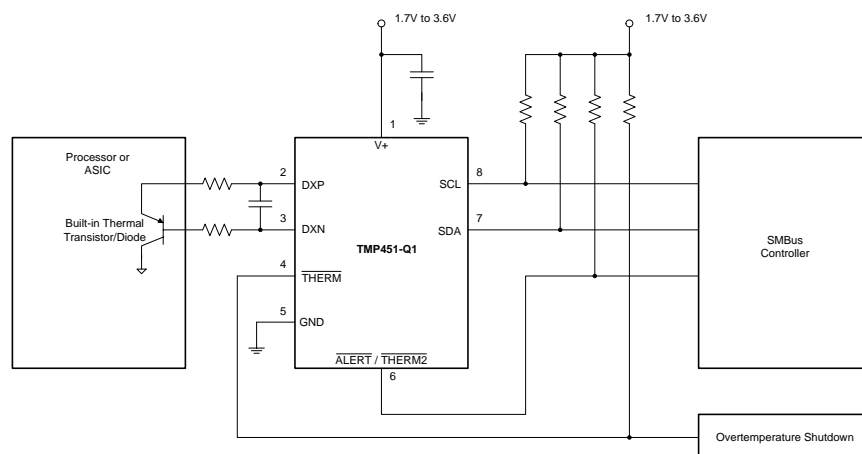 1.7V to 3.6V
1.7V to 3.6V
1
V+
Processor or
ASIC
Built-in Thermal
Transistor/Diode
2
DXP
3
DXN
4
THERM
5
GND
TMP451-Q1
8
SCL
7
SDA
ALERT / THERM2
6
SMBus
Controller
Overtemperature Shutdown